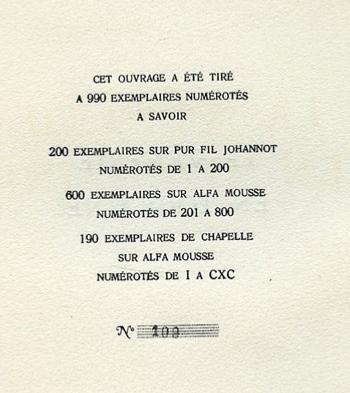 CET OUVRAGE A ÉTÉ TIRÉ
A 990 EXEMPLAIRES NUMÉROTÉS
A SAVOIR
200 EXEMPLAIRES SUR PUR FIL JOHANNOT
NUMÉROTÉS DE 1 A 200
600 EXEMPLAIRES SUR ALFA MOUSSE
NUMÉROTÉS DE 201 A 800
190 EXEMPLAIRES DE CHAPELLE
SUR ALFA MOUSSE
NUMÉROTÉS DE I A CXC
Nº